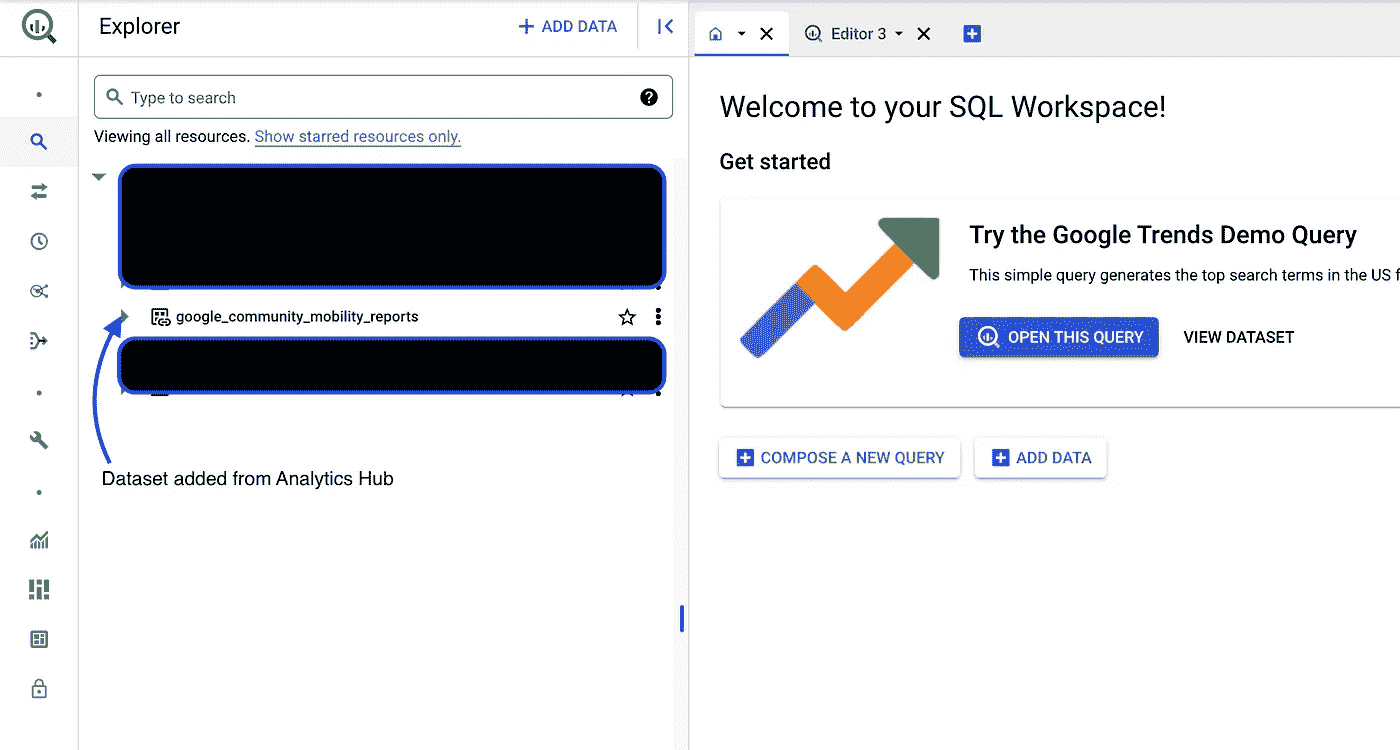 Explorer
ADD DATA
Type to search
Viewing all resources. Show starred resources only.
google_community_mobility_reports
Dataset added from Analytics Hub
Editor 3
Welcome to your SQL Workspace!
Get started
Try the Google Trends Demo Query
This simple query generates the top search terms in the US f
OPEN THIS QUERY
VIEW DATASET
COMPOSE A NEW QUERY
ADD DATA